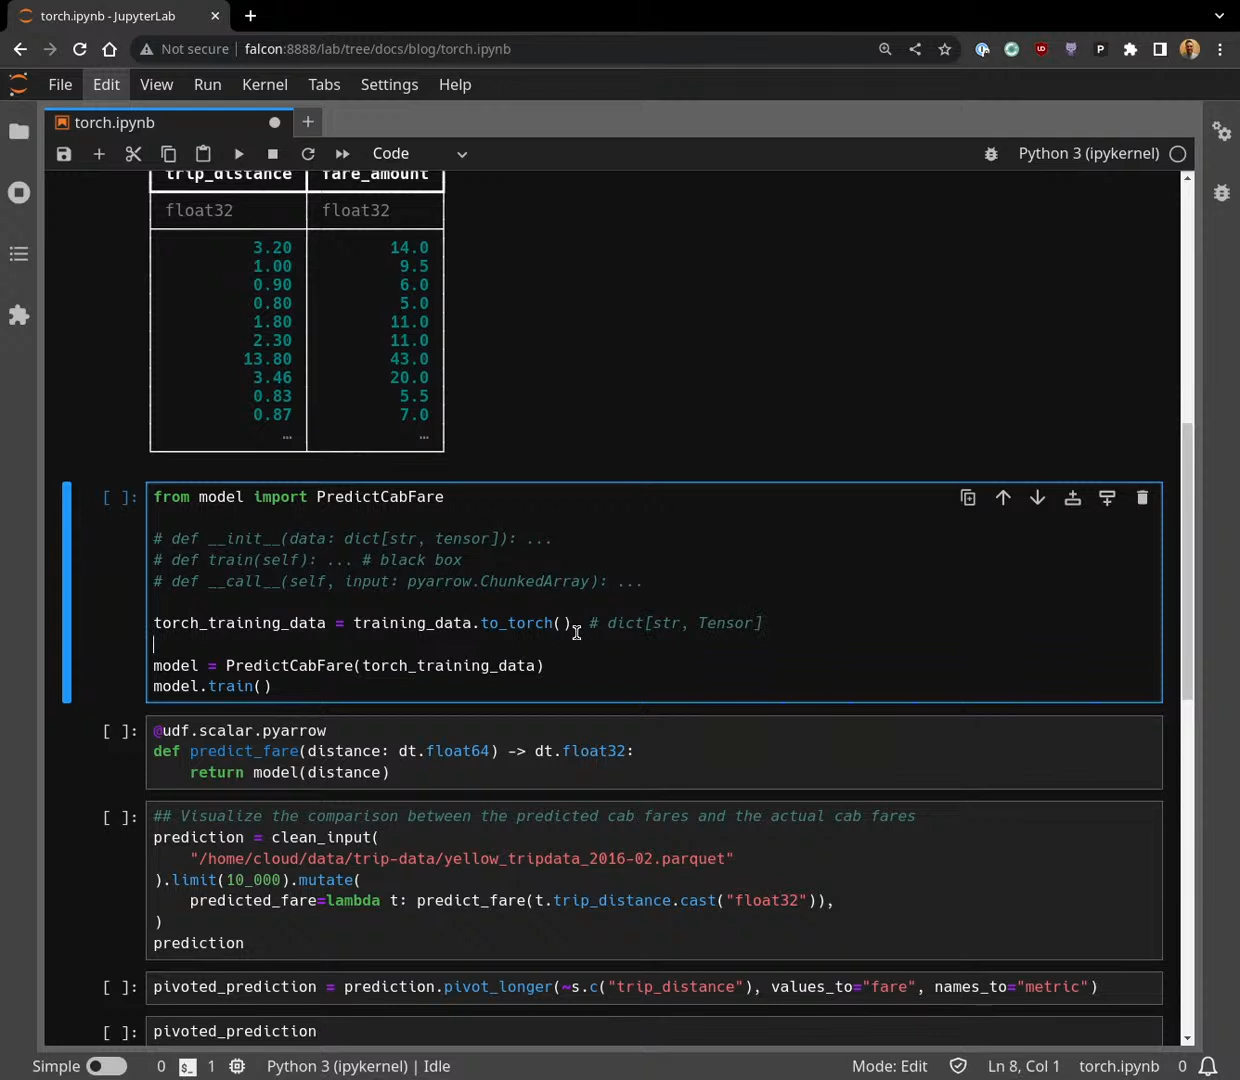 torch.ipynb - JupyterLab
Not secure falcon:8888/lab/tree/docs/blog/torch.ipynb
File Edit View Run Kernel Tabs Settings Help
torch.ipynb
Code Python 3 (ipykernel)
trip_distance fare_amount
float32 float32
3.20 14.0
1.00 9.5
0.90 6.0
0.80 5.0
1.80 11.0
2.30 11.0
13.80 43.0
3.46 20.0
0.83 5.5
0.87 7.0
… …
[ ]: from model import PredictCabFare
# def __init__(data: dict[str, tensor]): ...
# def train(self): ... # black box
# def __call__(self, input: pyarrow.ChunkedArray): ...
torch_training_data = training_data.to_torch() # dict[str, Tensor]
model = PredictCabFare(torch_training_data)
model.train()
[ ]: @udf.scalar.pyarrow
def predict_fare(distance: dt.float64) -> dt.float32:
return model(distance)
[ ]: ## Visualize the comparison between the predicted cab fares and the actual cab fares
prediction = clean_input(
"/home/cloud/data/trip-data/yellow_tripdata_2016-02.parquet"
).limit(10_000).mutate(
predicted_fare=lambda t: predict_fare(t.trip_distance.cast("float32")),
)
prediction
[ ]: pivoted_prediction = prediction.pivot_longer(~s.c("trip_distance"), values_to="fare", names_to="metric")
[ ]: pivoted_prediction
Simple 0 1 Python 3 (ipykernel) | Idle Mode: Edit Ln 8, Col 1 torch.ipynb 0